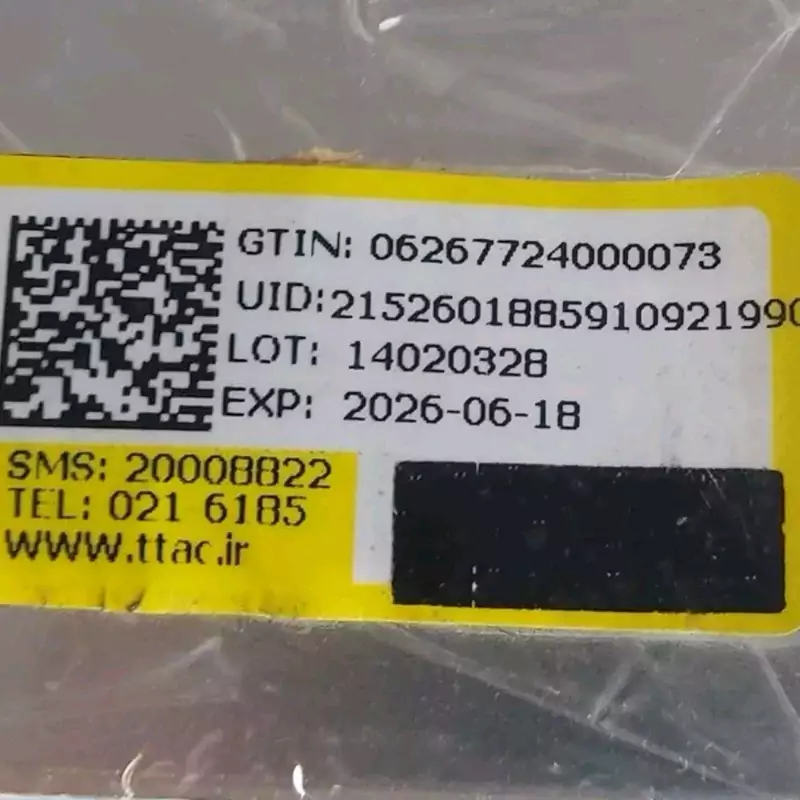 GTIN: 06267724000073
UID:2152601885910921990
LOT: 14020328
EXP: 2026-06-18
SMS: 20008822
TEL: 021 6185
www.ttac.ir